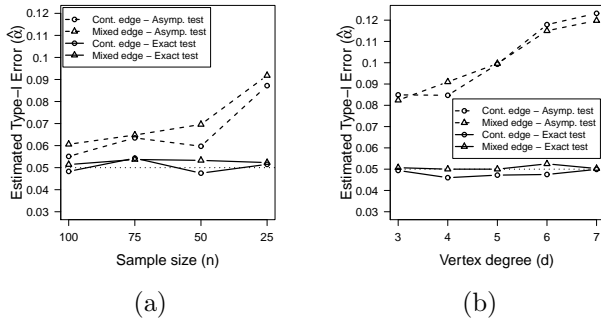 Estimated Type−I Error (α̂)
0.12
0.11
0.1
0.09
0.08
0.07
0.06
0.05
0.04
0.03
Cont. edge − Asymp. test
Mixed edge − Asymp. test
Cont. edge − Exact test
Mixed edge − Exact test
100 75 50 25
Sample size (n)
(a)
Estimated Type−I Error (α̂)
0.12
0.11
0.1
0.09
0.08
0.07
0.06
0.05
0.04
0.03
Cont. edge − Asymp. test
Mixed edge − Asymp. test
Cont. edge − Exact test
Mixed edge − Exact test
3 4 5 6 7
Vertex degree (d)
(b)